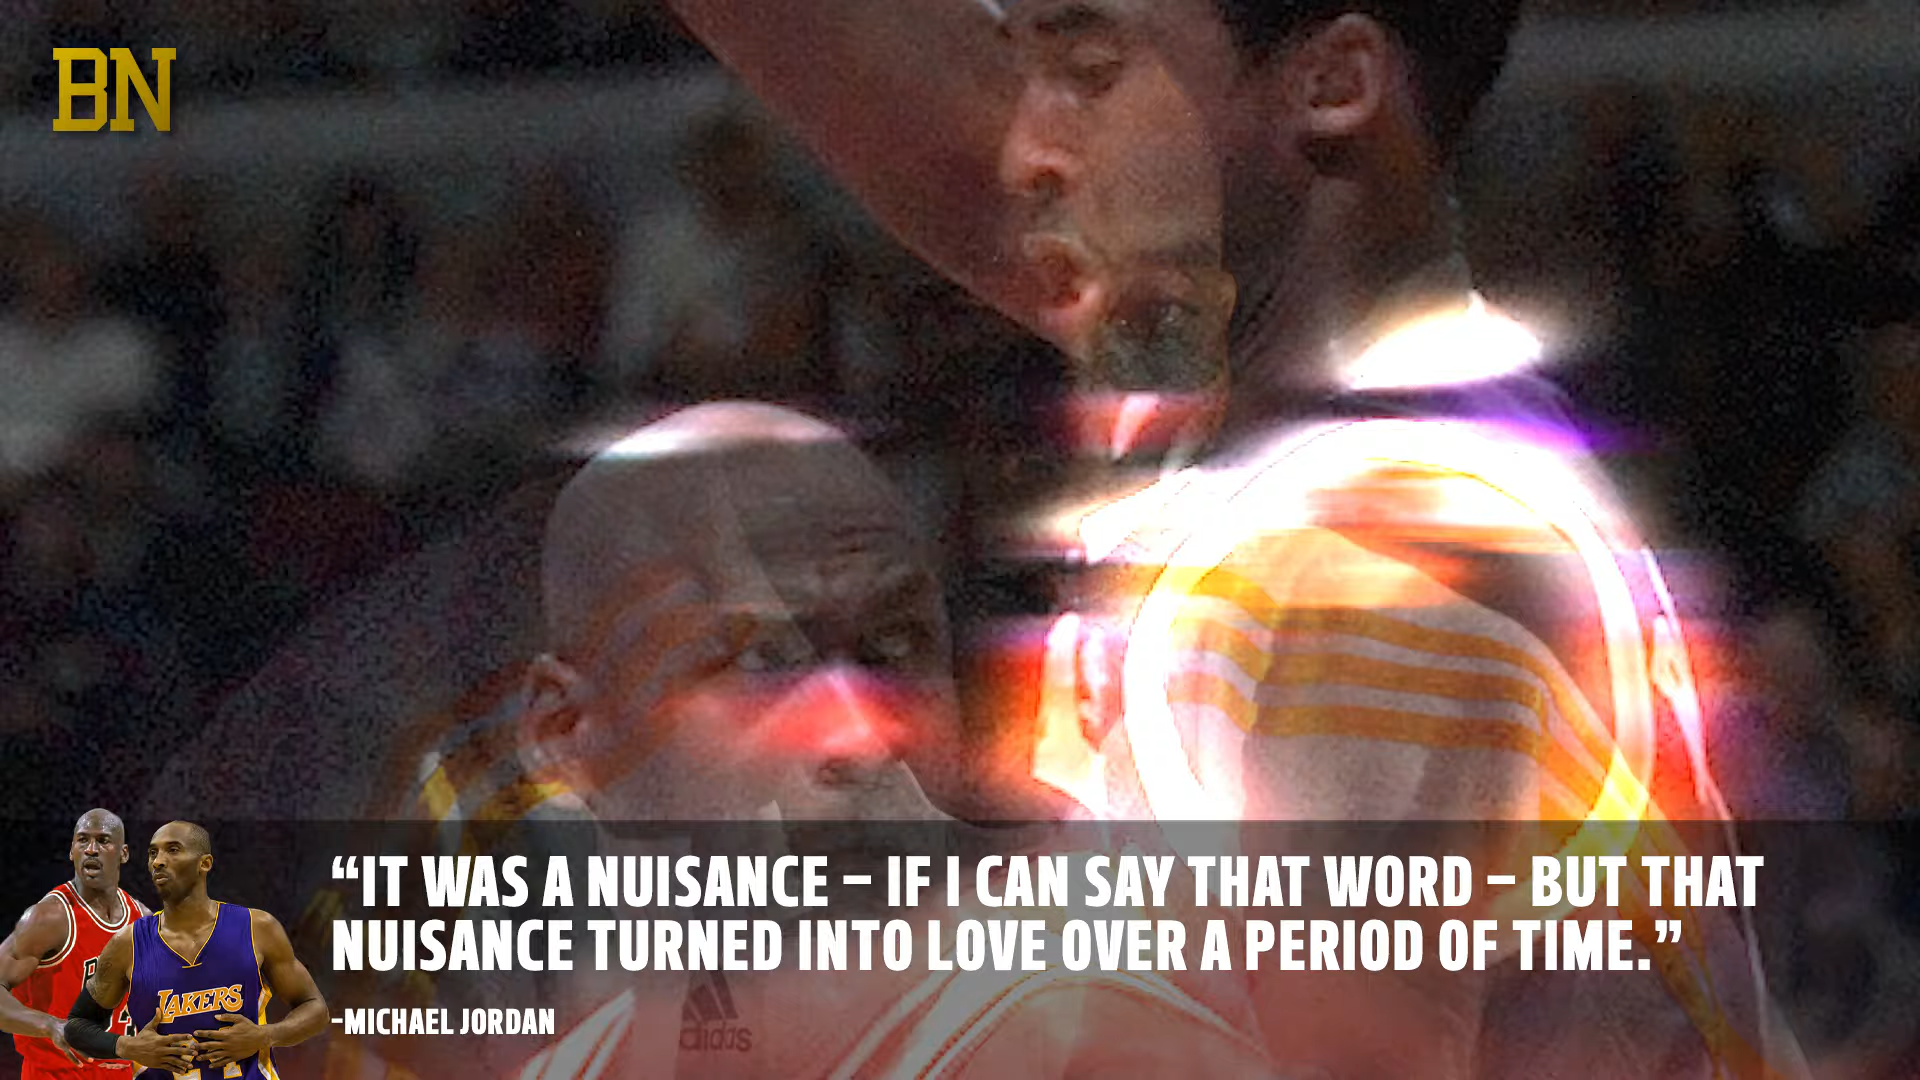 BN
“IT WAS A NUISANCE – IF I CAN SAY THAT WORD – BUT THAT
NUISANCE TURNED INTO LOVE OVER A PERIOD OF TIME.”
-MICHAEL JORDAN
LAKERS
adidas